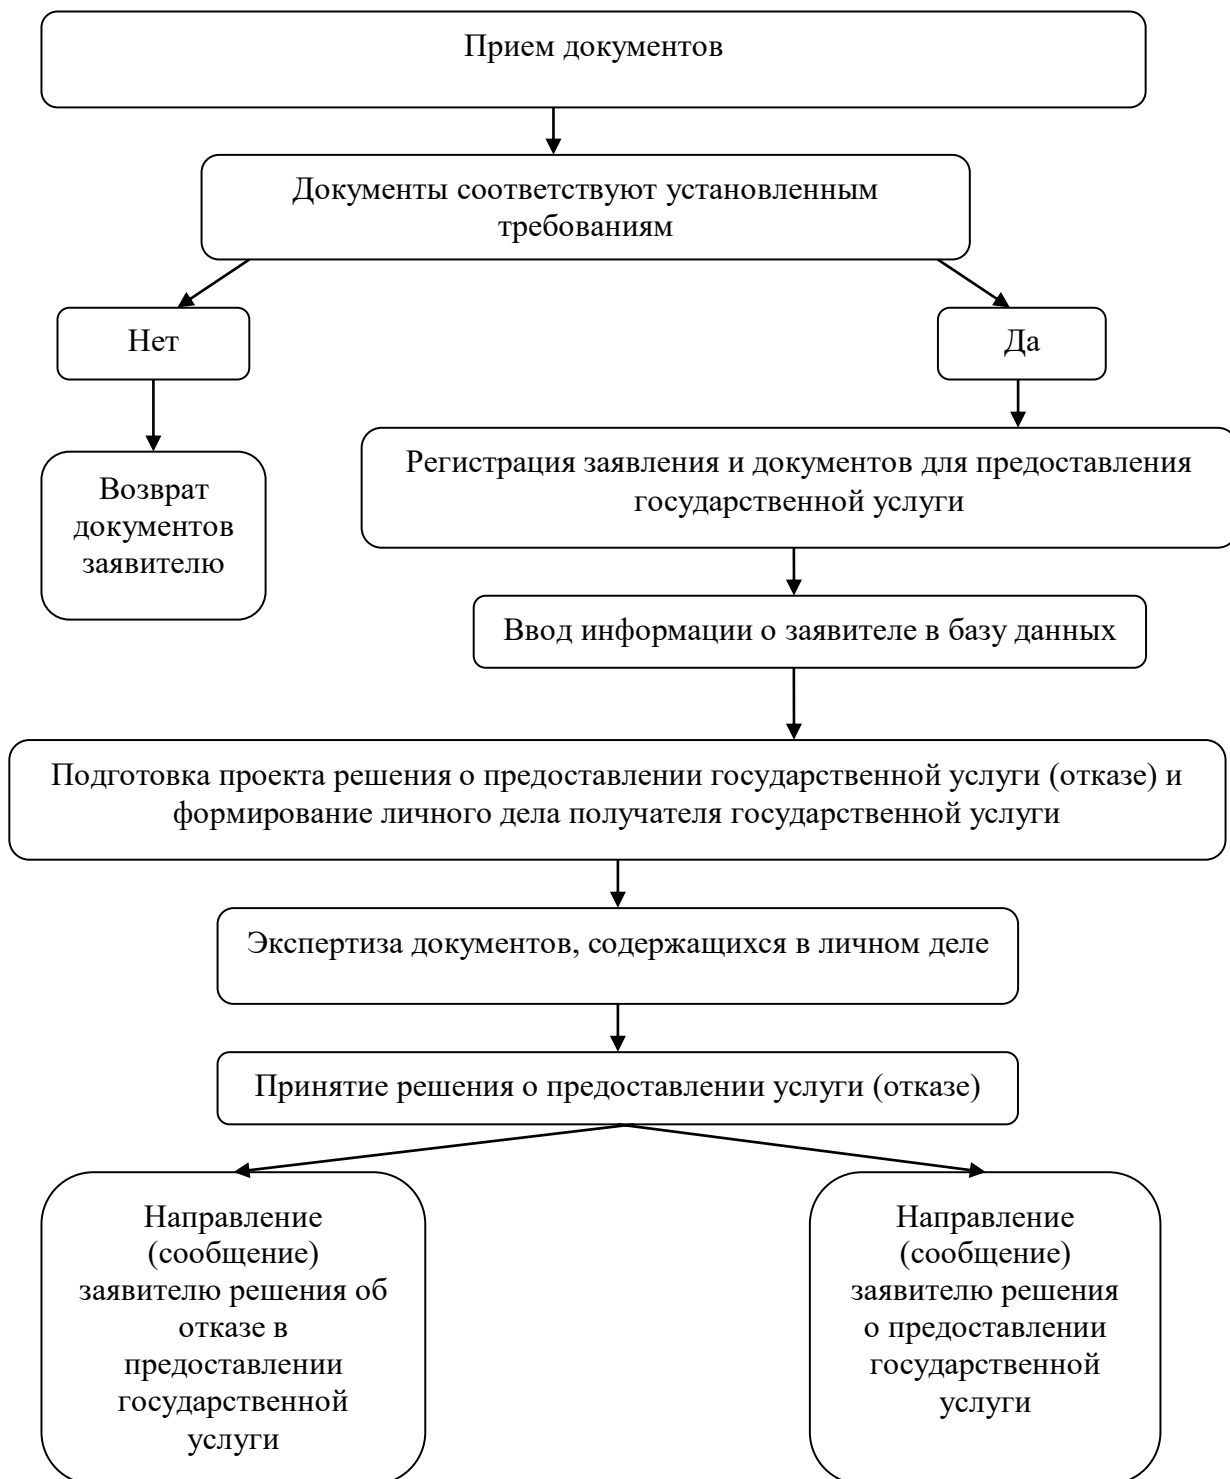 Прием документов
Документы соответствуют установленным
требованиям
Нет
Да
Возврат
документов
заявителю
Регистрация заявления и документов для предоставления
государственной услуги
Ввод информации о заявителе в базу данных
Подготовка проекта решения о предоставлении государственной услуги (отказе) и
формирование личного дела получателя государственной услуги
Экспертиза документов, содержащихся в личном деле
Принятие решения о предоставлении услуги (отказе)
Направление
(сообщение)
заявителю решения об
отказе в
предоставлении
государственной
услуги
Направление
(сообщение)
заявителю решения
о предоставлении
государственной
услуги